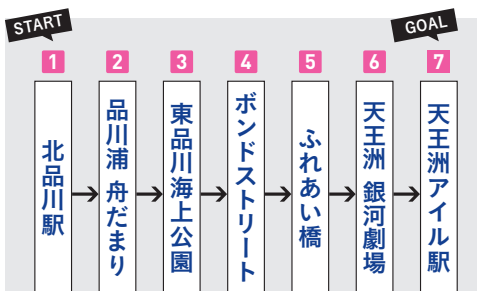 START
GOAL
1
北品川駅
2
品川浦 舟だまり
3
東品川海上公園
4
ボンドストリート
5
ふれあい橋
6
天王洲 銀河劇場
7
天王洲アイル駅